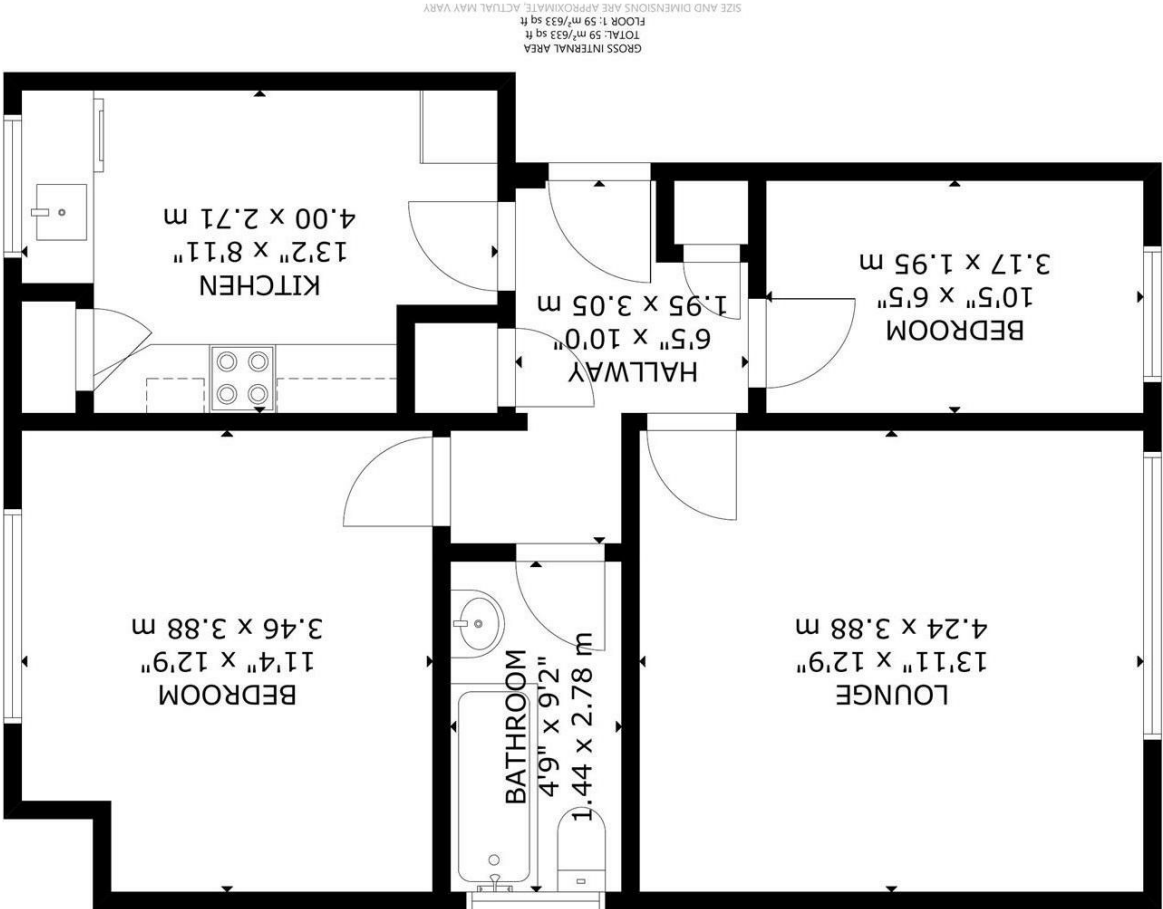 LOUNGE
13'11" x 12'9"
4.24 x 3.88 m
BATHROOM
4'9" x 9'2"
1.44 x 2.78 m
BEDROOM
11'4" x 12'9"
3.46 x 3.88 m
BEDROOM
10'5" x 6'5"
3.17 x 1.95 m
HALLWAY
6'5" x 10'0"
1.95 x 3.05 m
KITCHEN
13'2" x 8'11"
4.00 x 2.71 m
GROSS INTERNAL AREA
TOTAL: 59 m²/633 sq ft
FLOOR 1: 59 m²/633 sq ft
SIZE AND DIMENSIONS ARE APPROXIMATE, ACTUAL MAY VARY